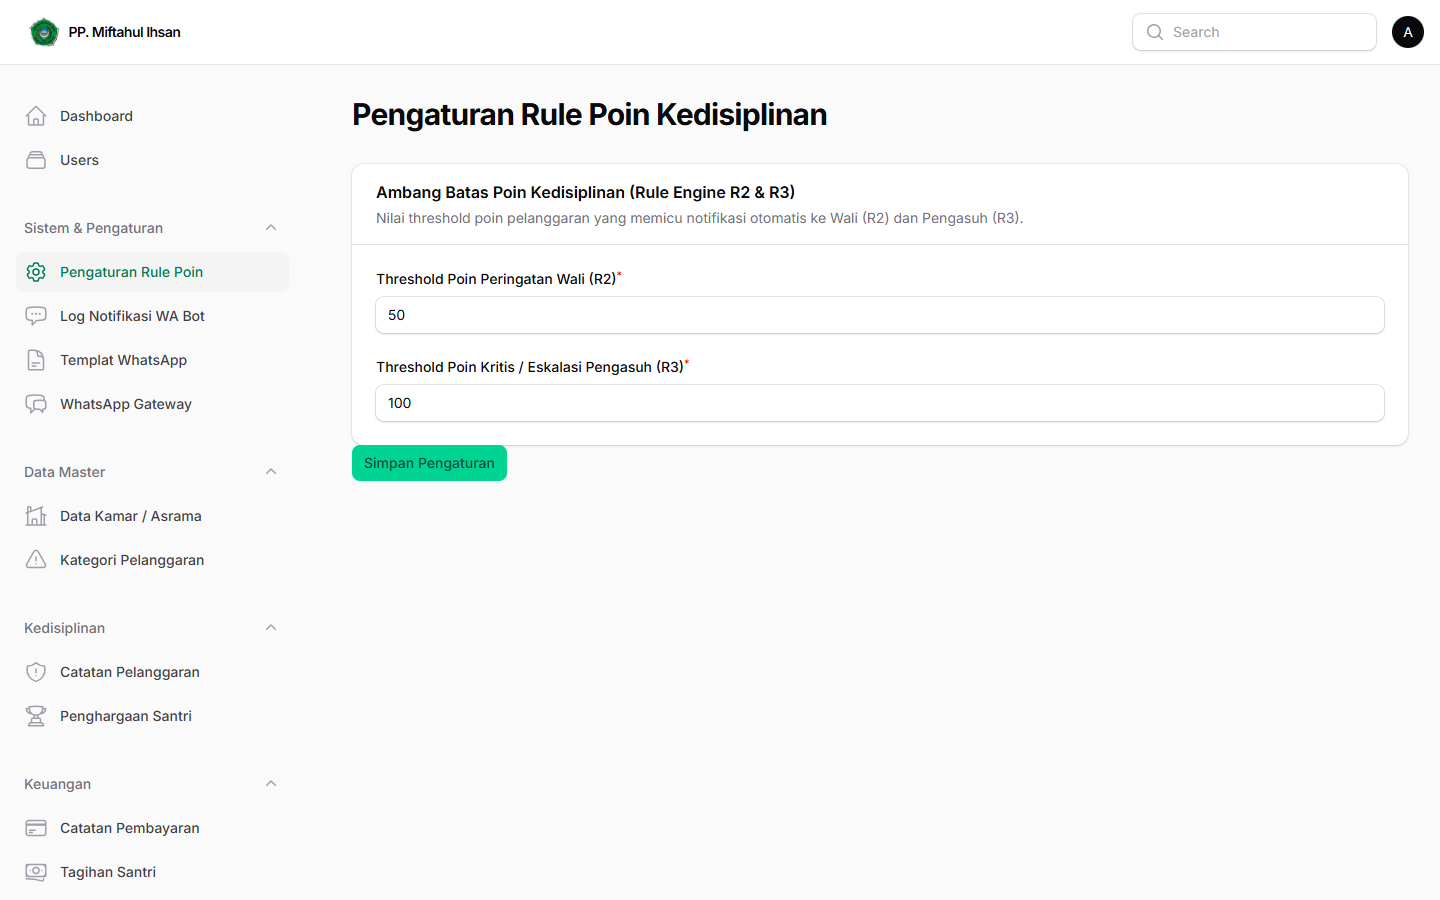 PP. Miftahul Ihsan
Search
A
Dashboard
Users
Sistem & Pengaturan
Pengaturan Rule Poin
Log Notifikasi WA Bot
Templat WhatsApp
WhatsApp Gateway
Data Master
Data Kamar / Asrama
Kategori Pelanggaran
Kedisiplinan
Catatan Pelanggaran
Penghargaan Santri
Keuangan
Catatan Pembayaran
Tagihan Santri
Pengaturan Rule Poin Kedisiplinan
Ambang Batas Poin Kedisiplinan (Rule Engine R2 & R3)
Nilai threshold poin pelanggaran yang memicu notifikasi otomatis ke Wali (R2) dan Pengasuh (R3).
Threshold Poin Peringatan Wali (R2)*
50
Threshold Poin Kritis / Eskalasi Pengasuh (R3)*
100
Simpan Pengaturan